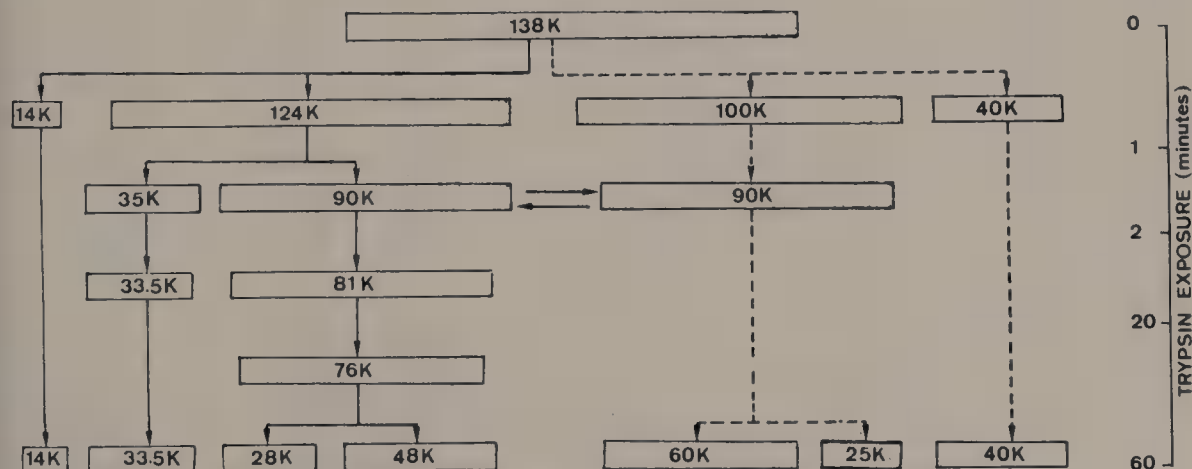 138K
0
14K
124K
100K
40K
1
35K
90K
90K
2
33.5K
81K
20
76K
14K
33.5K
28K
48K
60K
25K
40K
60
TRYPSIN EXPOSURE (minutes)